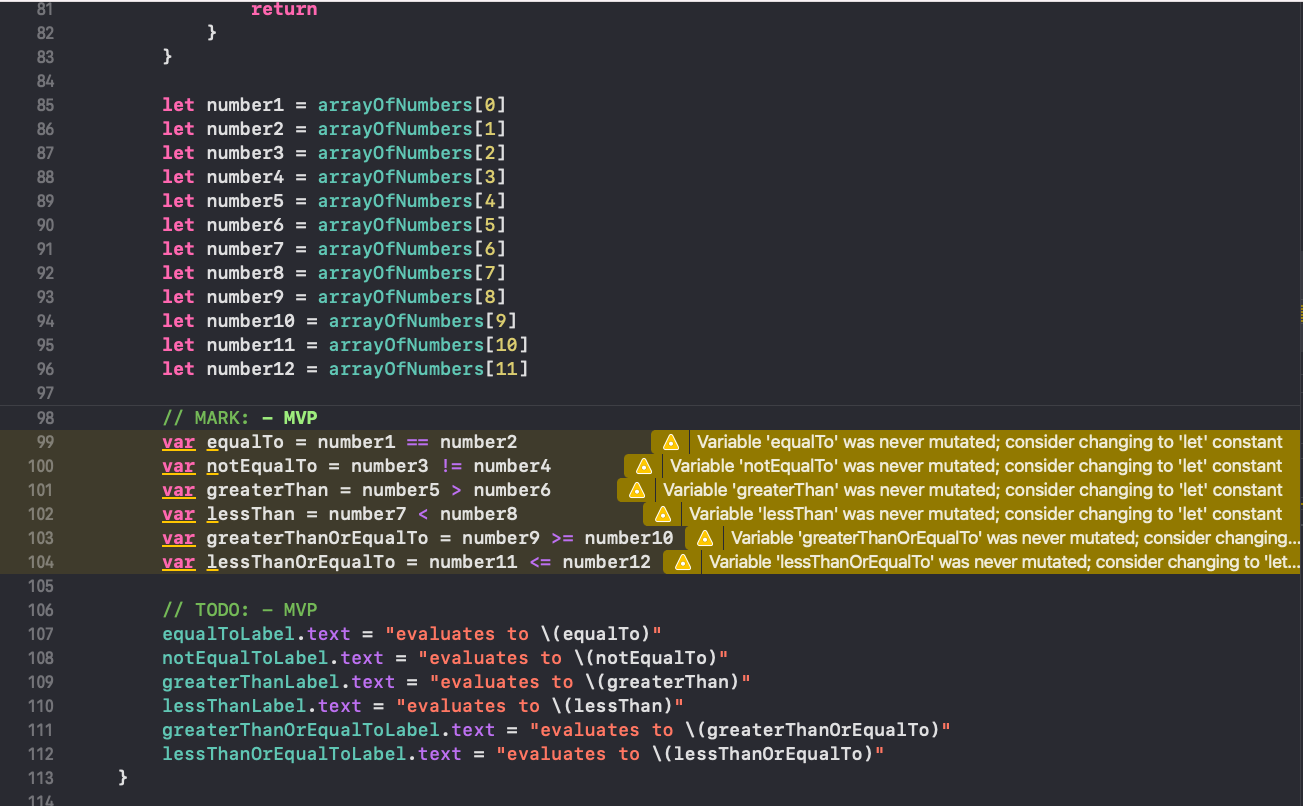 81 return
82 }
83 }
84
85 let number1 = arrayOfNumbers[0]
86 let number2 = arrayOfNumbers[1]
87 let number3 = arrayOfNumbers[2]
88 let number4 = arrayOfNumbers[3]
89 let number5 = arrayOfNumbers[4]
90 let number6 = arrayOfNumbers[5]
91 let number7 = arrayOfNumbers[6]
92 let number8 = arrayOfNumbers[7]
93 let number9 = arrayOfNumbers[8]
94 let number10 = arrayOfNumbers[9]
95 let number11 = arrayOfNumbers[10]
96 let number12 = arrayOfNumbers[11]
97
98 // MARK: - MVP
99 var equalTo = number1 == number2 Variable 'equalTo' was never mutated; consider changing to 'let' constant
100 var notEqualTo = number3 != number4 Variable 'notEqualTo' was never mutated; consider changing to 'let' constant
101 var greaterThan = number5 > number6 Variable 'greaterThan' was never mutated; consider changing to 'let' constant
102 var lessThan = number7 < number8 Variable 'lessThan' was never mutated; consider changing to 'let' constant
103 var greaterThanOrEqualTo = number9 >= number10 Variable 'greaterThanOrEqualTo' was never mutated; consider changing...
104 var lessThanOrEqualTo = number11 <= number12 Variable 'lessThanOrEqualTo' was never mutated; consider changing to 'let...
105
106 // TODO: - MVP
107 equalToLabel.text = "evaluates to \(equalTo)"
108 notEqualToLabel.text = "evaluates to \(notEqualTo)"
109 greaterThanLabel.text = "evaluates to \(greaterThan)"
110 lessThanLabel.text = "evaluates to \(lessThan)"
111 greaterThanOrEqualToLabel.text = "evaluates to \(greaterThanOrEqualTo)"
112 lessThanOrEqualToLabel.text = "evaluates to \(lessThanOrEqualTo)"
113 }
114